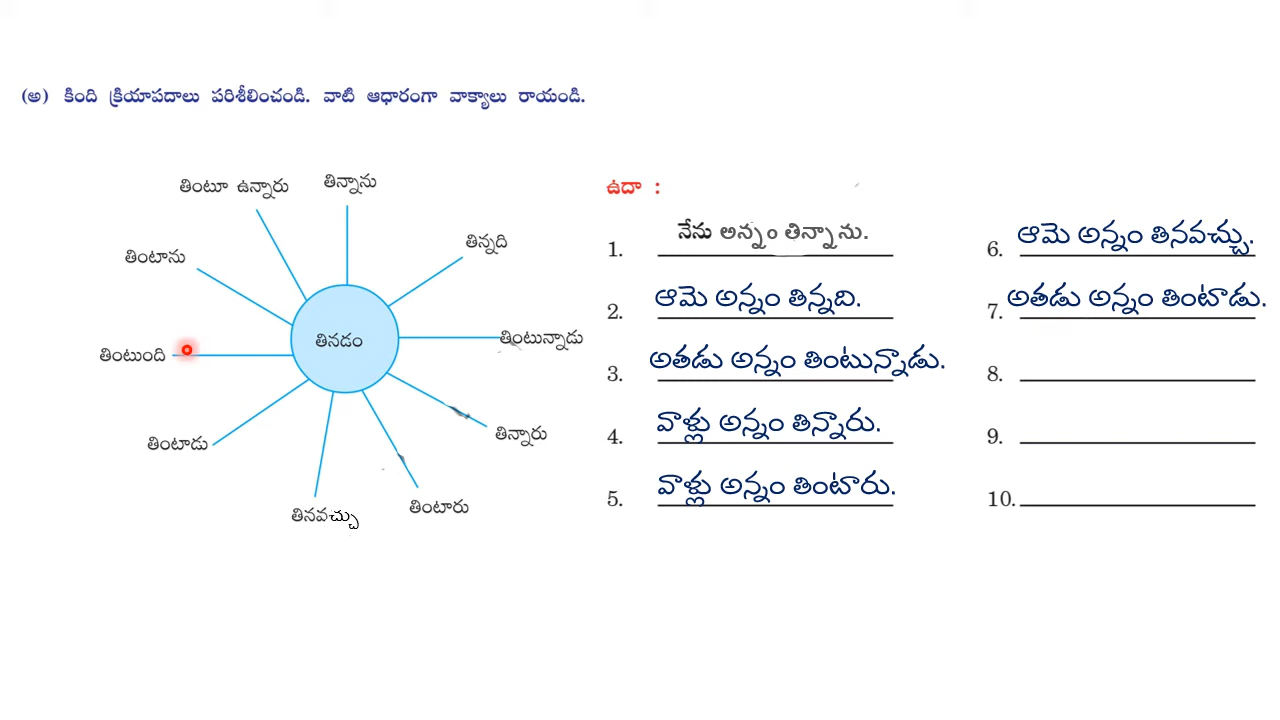 (అ) కింది క్రియాపదాలు పరిశీలించండి. వాటి ఆధారంగా వాక్యాలు రాయండి.
తింటూ ఉన్నారు
తిన్నాను
తిన్నది
తింటాను
తినడం
తింటున్నాడు
తింటుంది
తిన్నారు
తింటాడు
తింటారు
తినవచ్చు
ఉదా :
1. నేను అన్నం తిన్నాను.
2. ఆమె అన్నం తిన్నది.
3. అతడు అన్నం తింటున్నాడు.
4. వాళ్లు అన్నం తిన్నారు.
5. వాళ్లు అన్నం తింటారు.
6. ఆమె అన్నం తినవచ్చు.
7. అతడు అన్నం తింటాడు.
8.
9.
10.